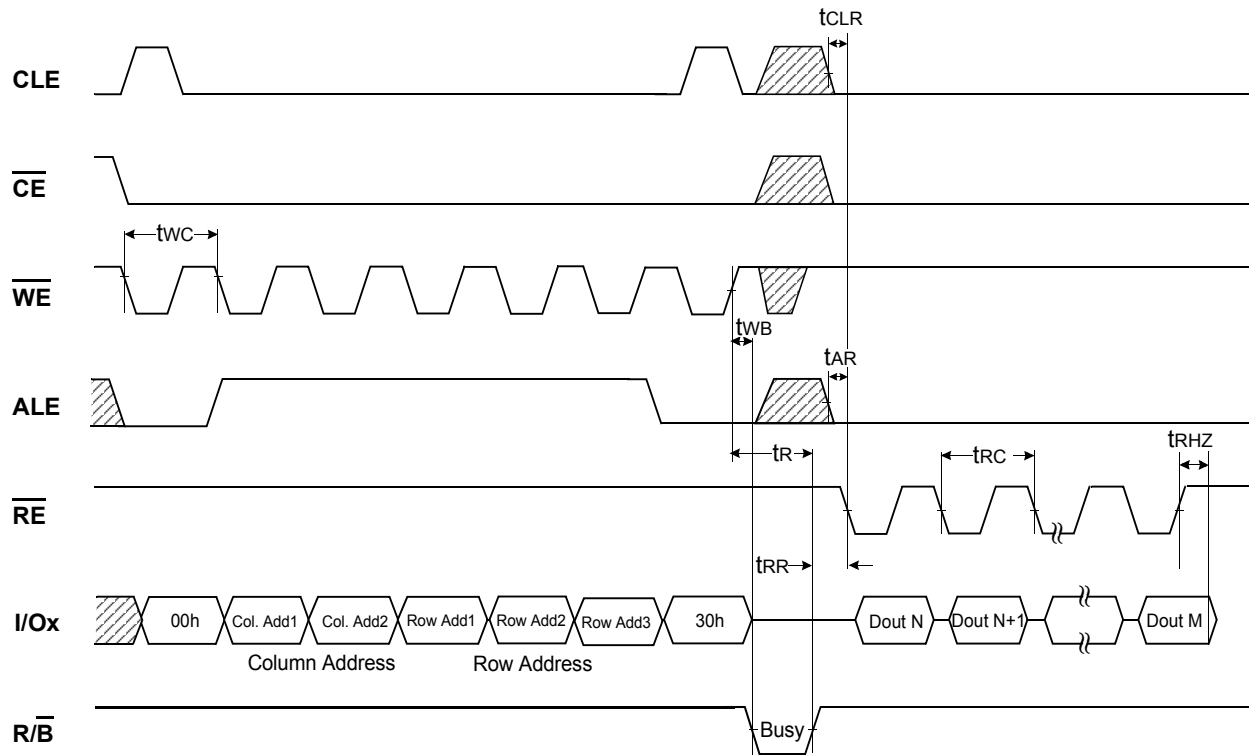 tCLR
CLE
CE
tWC
WE
tWB
tAR
ALE
tR
tRC
tRHZ
RE
tRR
I/Ox
00h
Col. Add1
Col. Add2
Row Add1
Row Add2
Row Add3
30h
Dout N
Dout N+1
Dout M
Column Address
Row Address
R/B
Busy